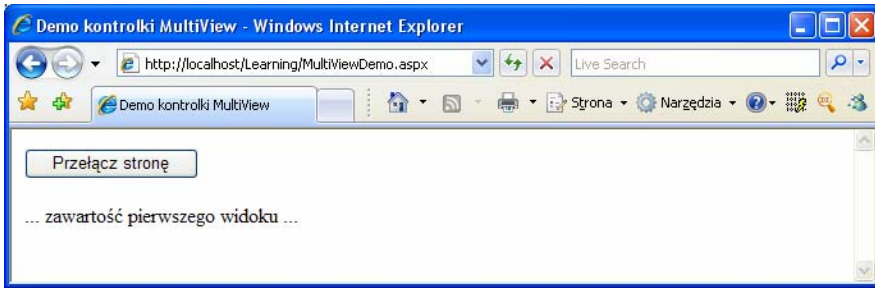 Demo kontrolki MultiView - Windows Internet Explorer
http://localhost/Learning/MultiViewDemo.aspx
Live Search
Demo kontrolki MultiView
Strona
Narzędzia
Przełącz stronę
... zawartość pierwszego widoku ...